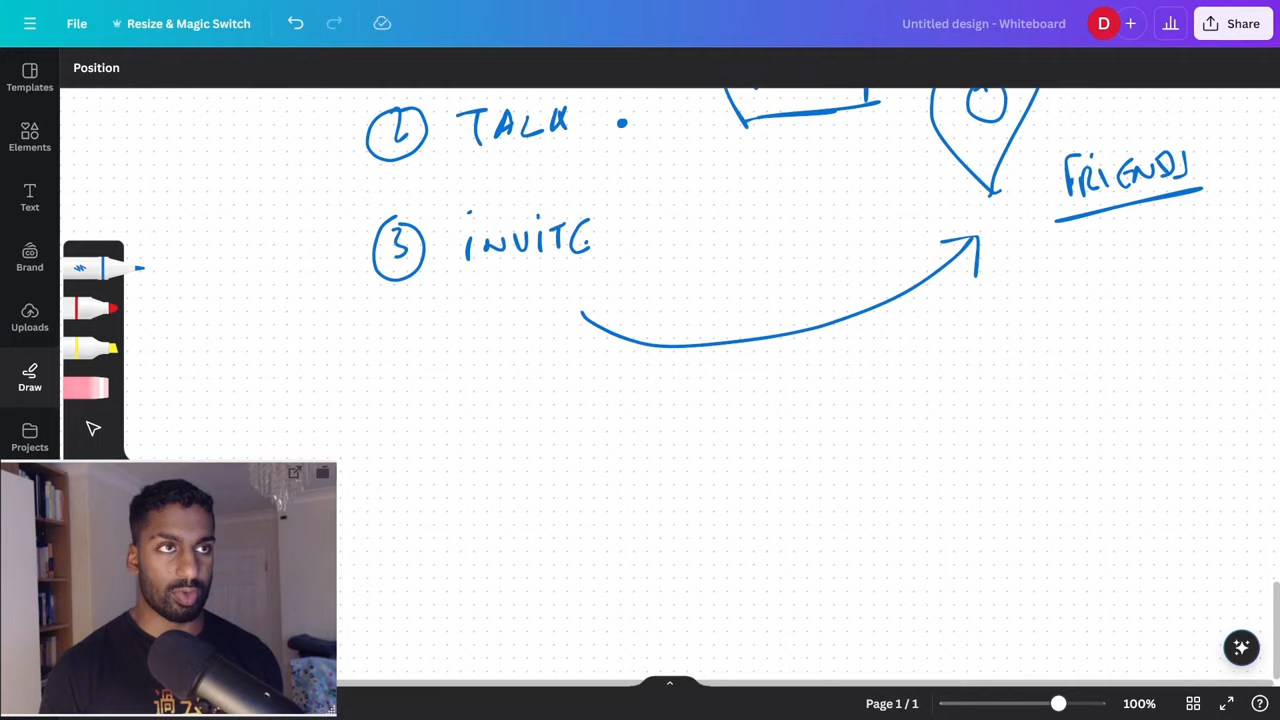 File
Resize & Magic Switch
Untitled design - Whiteboard
D
+
Share
Templates
Elements
Text
Brand
Uploads
Draw
Projects
Position
2 TALK
3 INVITE
FRIENDS
Page 1 / 1
100%
過